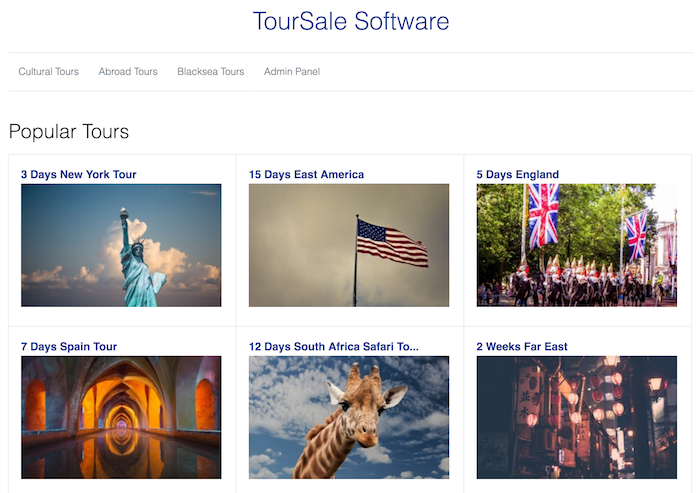 TourSale Software
Cultural Tours Abroad Tours Blacksea Tours Admin Panel
Popular Tours
3 Days New York Tour
15 Days East America
5 Days England
7 Days Spain Tour
12 Days South Africa Safari To...
2 Weeks Far East